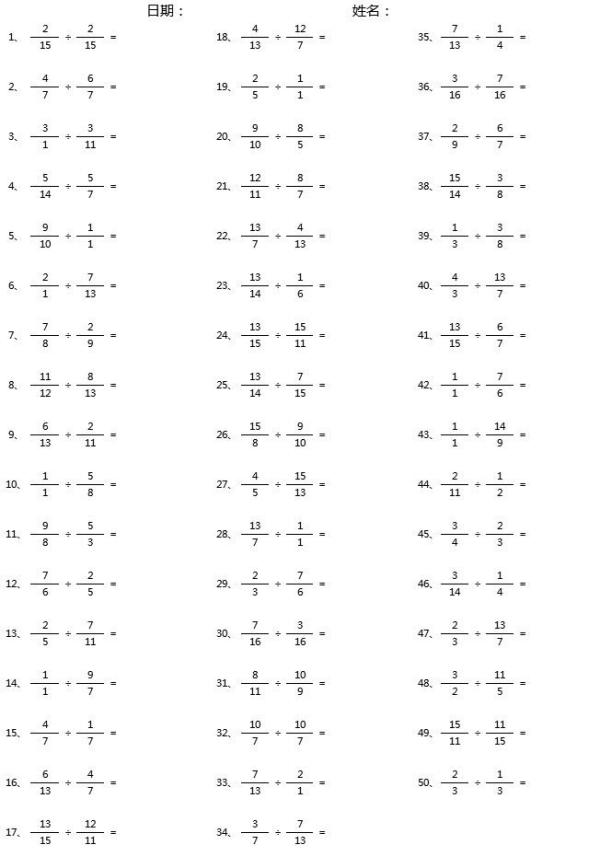 日期： 姓名：
1、 2/15 ÷ 2/15 = 18、 4/13 ÷ 12/7 = 35、 7/13 ÷ 1/4 =
2、 4/7 ÷ 6/7 = 19、 2/5 ÷ 1/1 = 36、 3/16 ÷ 7/16 =
3、 3/1 ÷ 3/11 = 20、 9/10 ÷ 8/5 = 37、 2/9 ÷ 6/7 =
4、 5/14 ÷ 5/7 = 21、 12/11 ÷ 8/7 = 38、 15/14 ÷ 3/8 =
5、 9/10 ÷ 1/1 = 22、 13/7 ÷ 4/13 = 39、 1/3 ÷ 3/8 =
6、 2/1 ÷ 7/13 = 23、 13/14 ÷ 1/6 = 40、 4/3 ÷ 13/7 =
7、 7/8 ÷ 2/9 = 24、 13/15 ÷ 15/11 = 41、 13/15 ÷ 6/7 =
8、 11/12 ÷ 8/13 = 25、 13/14 ÷ 7/15 = 42、 1/1 ÷ 7/6 =
9、 6/13 ÷ 2/11 = 26、 15/8 ÷ 9/10 = 43、 1/1 ÷ 14/9 =
10、 1/1 ÷ 5/8 = 27、 4/5 ÷ 15/13 = 44、 2/11 ÷ 1/2 =
11、 9/8 ÷ 5/3 = 28、 13/7 ÷ 1/1 = 45、 3/4 ÷ 2/3 =
12、 7/6 ÷ 2/5 = 29、 2/3 ÷ 7/6 = 46、 3/14 ÷ 1/4 =
13、 2/5 ÷ 7/11 = 30、 7/16 ÷ 3/16 = 47、 2/3 ÷ 13/7 =
14、 1/1 ÷ 9/7 = 31、 8/11 ÷ 10/9 = 48、 3/2 ÷ 11/5 =
15、 4/7 ÷ 1/7 = 32、 10/7 ÷ 10/7 = 49、 15/11 ÷ 11/15 =
16、 6/13 ÷ 4/7 = 33、 7/13 ÷ 2/1 = 50、 2/3 ÷ 1/3 =
17、 13/15 ÷ 12/11 = 34、 3/7 ÷ 7/13 =